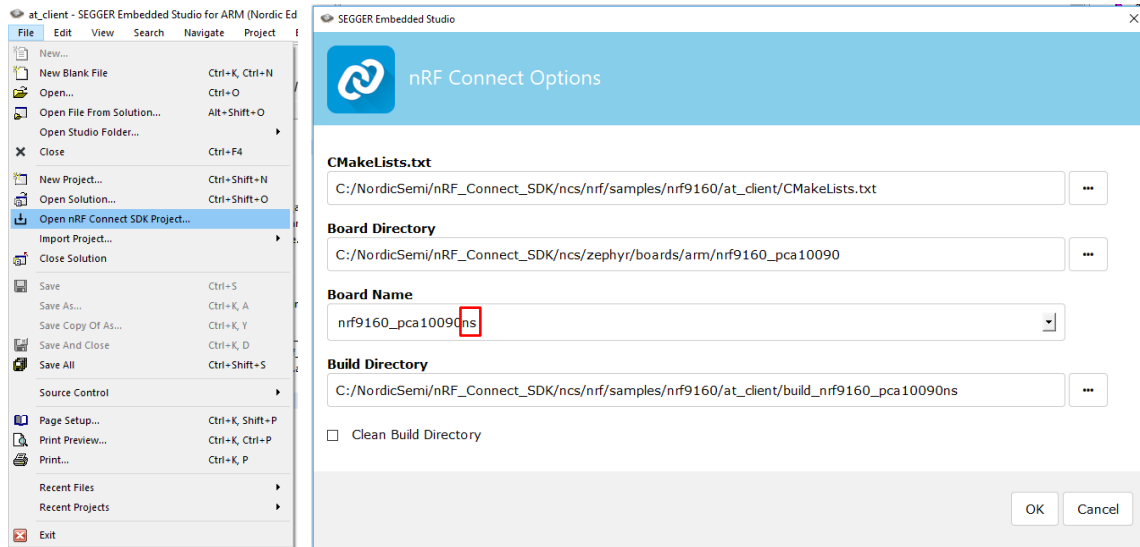 at_client - SEGGER Embedded Studio for ARM (Nordic Ed
File Edit View Search Navigate Project
New...
New Blank File Ctrl+K, Ctrl+N
Open... Ctrl+O
Open File From Solution... Alt+Shift+O
Open Studio Folder...
Close Ctrl+F4
New Project... Ctrl+Shift+N
Open Solution... Ctrl+Shift+O
Open nRF Connect SDK Project...
Import Project...
Close Solution
Save Ctrl+S
Save As... Ctrl+K, A
Save Copy Of As... Ctrl+K, Y
Save And Close Ctrl+K, D
Save All Ctrl+Shift+S
Source Control
Page Setup... Ctrl+K, Shift+P
Print Preview... Ctrl+K, Ctrl+P
Print... Ctrl+K, P
Recent Files
Recent Projects
Exit
SEGGER Embedded Studio
nRF Connect Options
CMakeLists.txt
C:/NordicSemi/nRF_Connect_SDK/ncs/nrf/samples/nrf9160/at_client/CMakeLists.txt
...
Board Directory
C:/NordicSemi/nRF_Connect_SDK/ncs/zephyr/boards/arm/nrf9160_pca10090
...
Board Name
nrf9160_pca10090ns
Build Directory
C:/NordicSemi/nRF_Connect_SDK/ncs/nrf/samples/nrf9160/at_client/build_nrf9160_pca10090ns
...
Clean Build Directory
OK Cancel